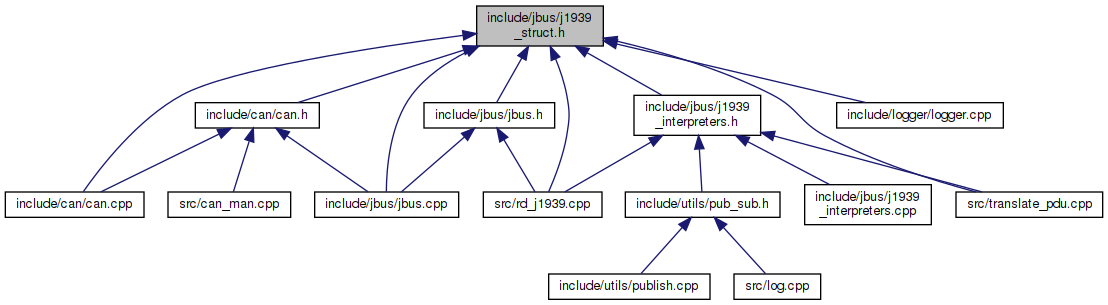 include/jbus/j1939
_struct.h
include/can/can.h
include/jbus/jbus.h
include/jbus/j1939
_interpreters.h
include/logger/logger.cpp
include/can/can.cpp
src/can_man.cpp
include/jbus/jbus.cpp
src/rd_j1939.cpp
include/utils/pub_sub.h
include/jbus/j1939
_interpreters.cpp
src/translate_pdu.cpp
include/utils/publish.cpp
src/log.cpp